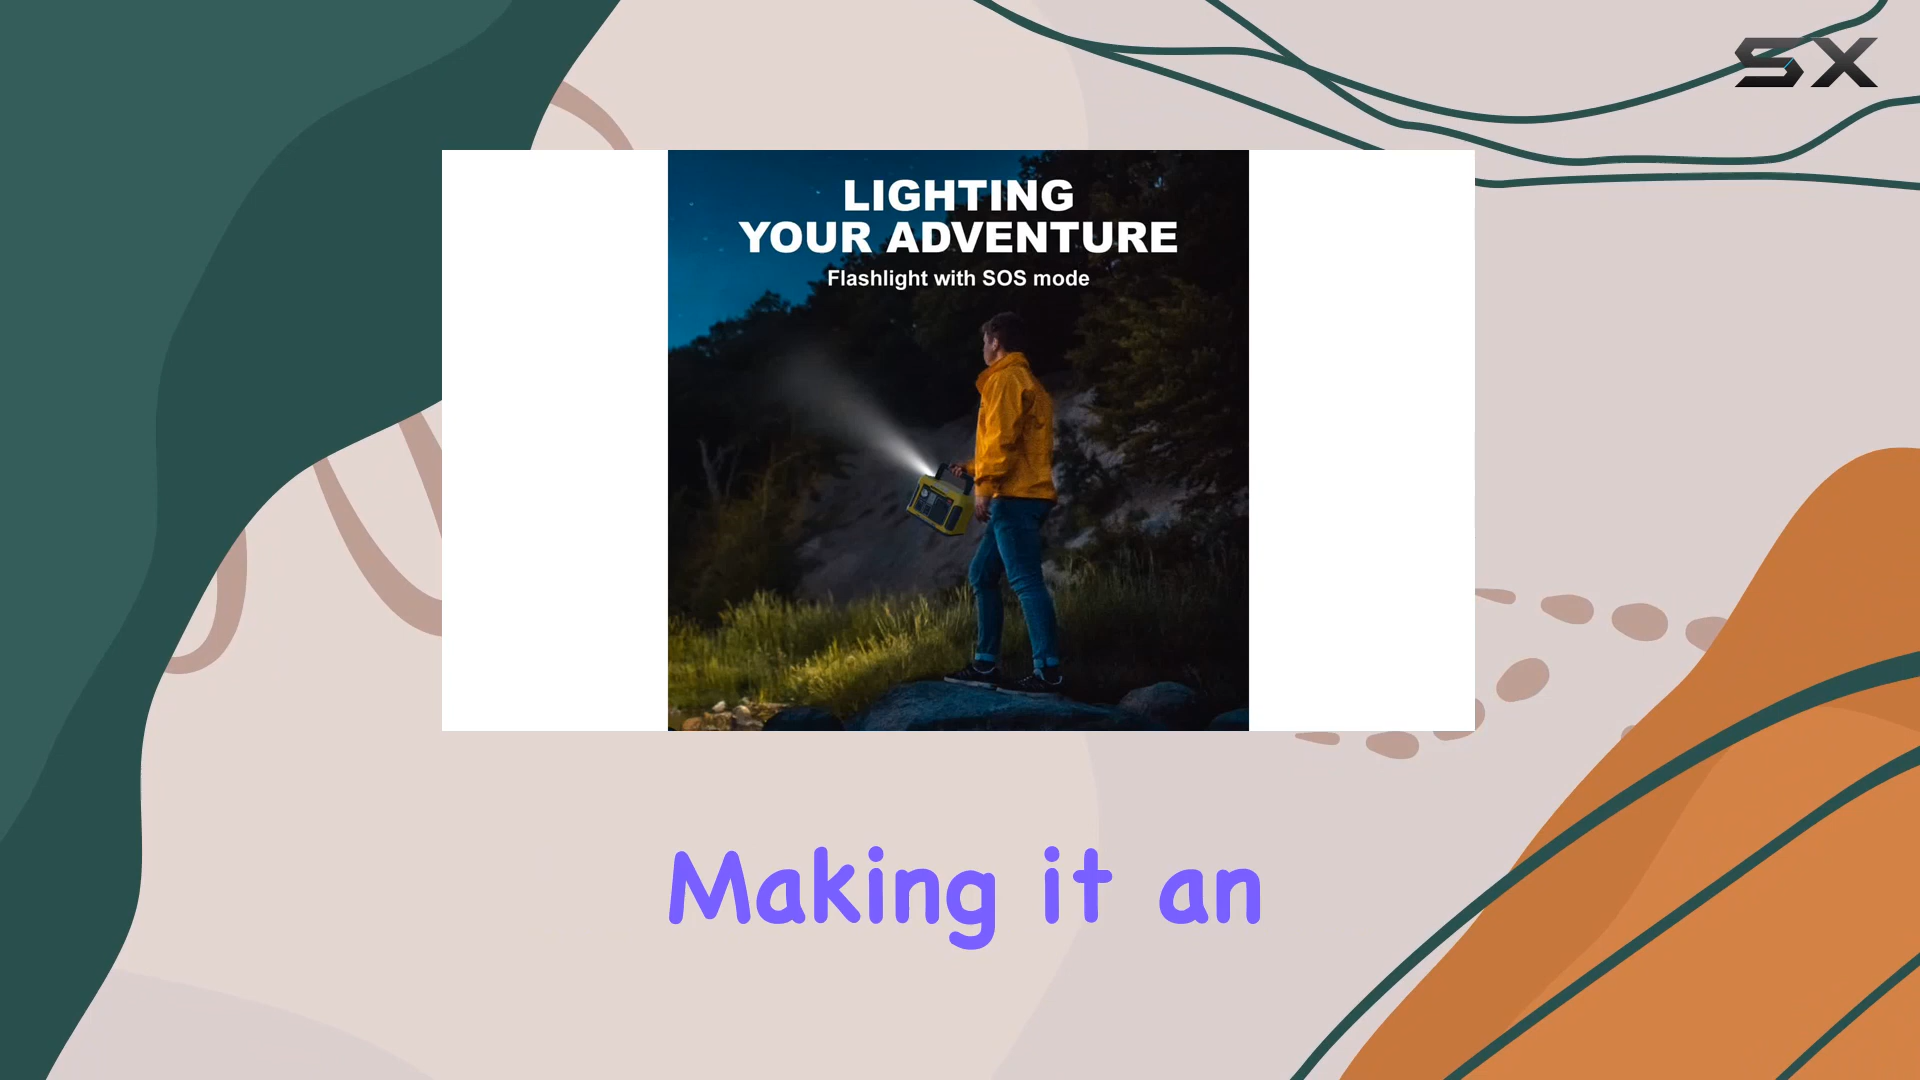 SX
LIGHTING
YOUR ADVENTURE
Flashlight with SOS mode
Making it an